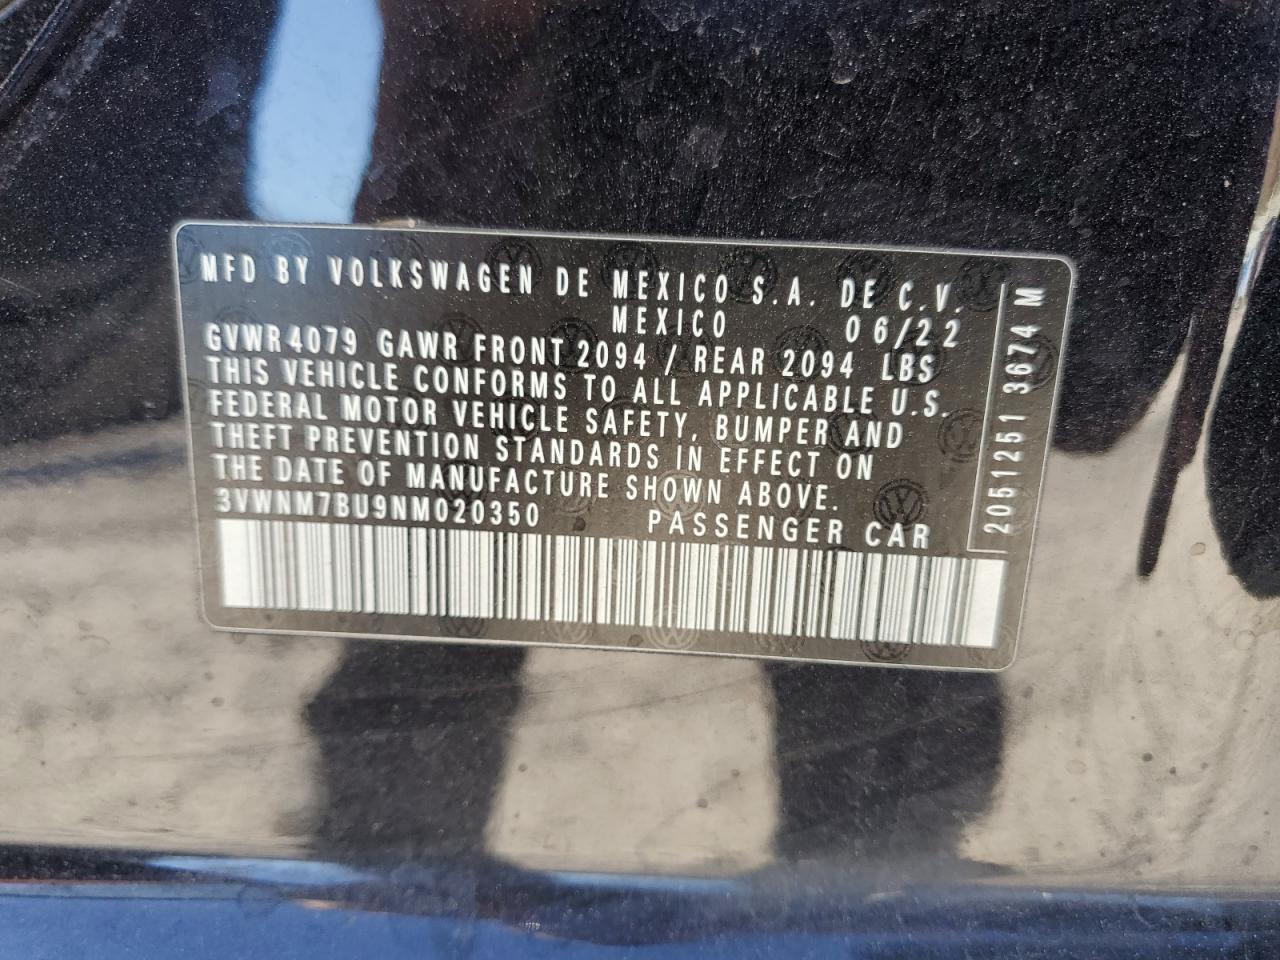 MFD BY VOLKSWAGEN DE MEXICO S.A. DE C.V.
MEXICO 06/22
GVWR 4079 GAWR FRONT 2094 / REAR 2094 LBS
THIS VEHICLE CONFORMS TO ALL APPLICABLE U.S.
FEDERAL MOTOR VEHICLE SAFETY, BUMPER AND
THEFT PREVENTION STANDARDS IN EFFECT ON
THE DATE OF MANUFACTURE SHOWN ABOVE.
3VWNM7BU9NM020350 PASSENGER CAR
2051251 3674 M